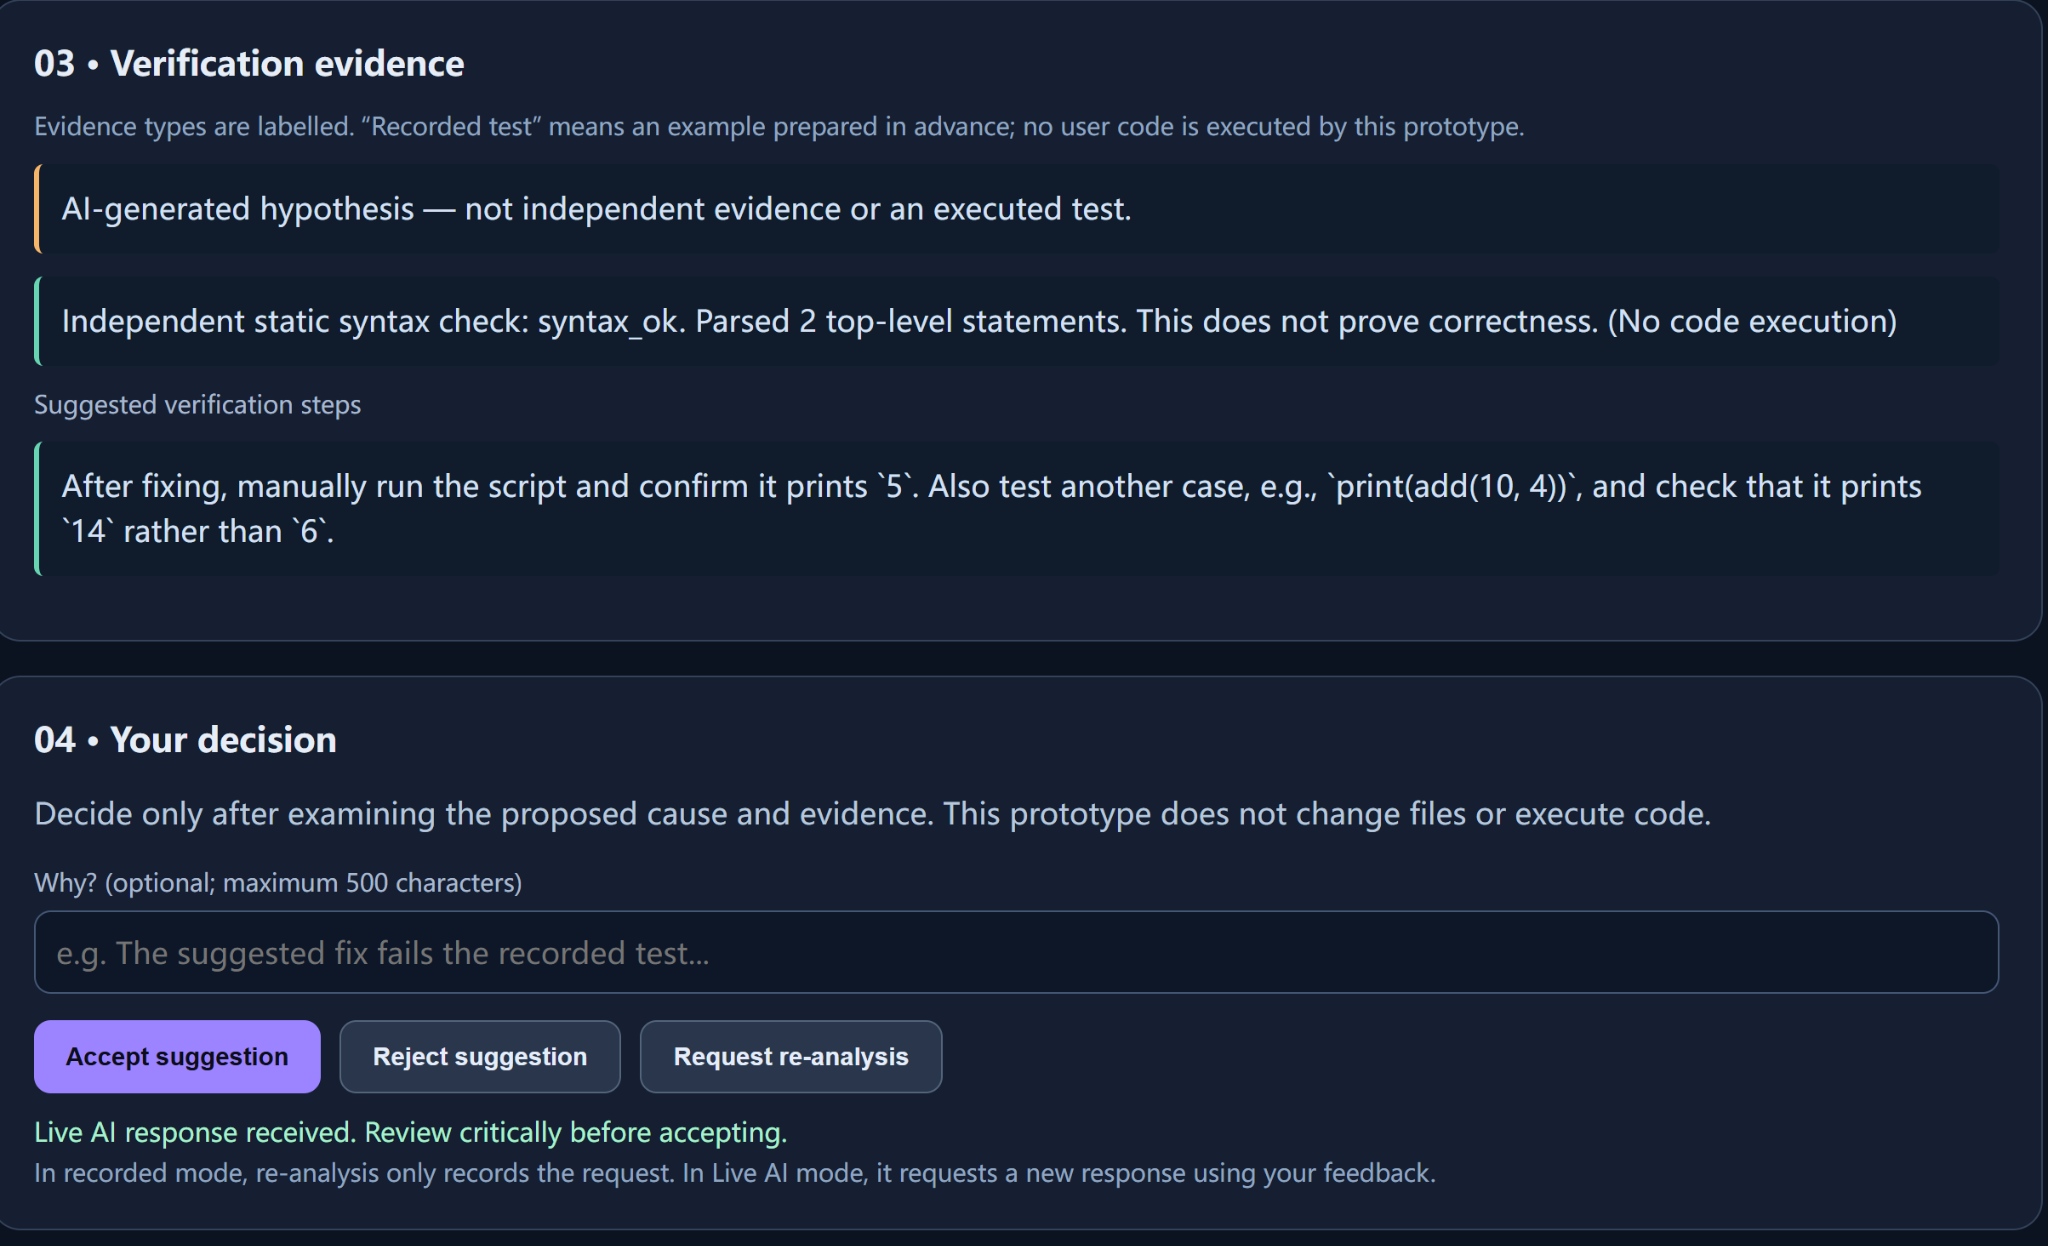 03 • Verification evidence
Evidence types are labelled. “Recorded test” means an example prepared in advance; no user code is executed by this prototype.
AI-generated hypothesis — not independent evidence or an executed test.
Independent static syntax check: syntax_ok. Parsed 2 top-level statements. This does not prove correctness. (No code execution)
Suggested verification steps
After fixing, manually run the script and confirm it prints `5`. Also test another case, e.g., `print(add(10, 4))`, and check that it prints
`14` rather than `6`.
04 • Your decision
Decide only after examining the proposed cause and evidence. This prototype does not change files or execute code.
Why? (optional; maximum 500 characters)
e.g. The suggested fix fails the recorded test...
Accept suggestion Reject suggestion Request re-analysis
Live AI response received. Review critically before accepting.
In recorded mode, re-analysis only records the request. In Live AI mode, it requests a new response using your feedback.